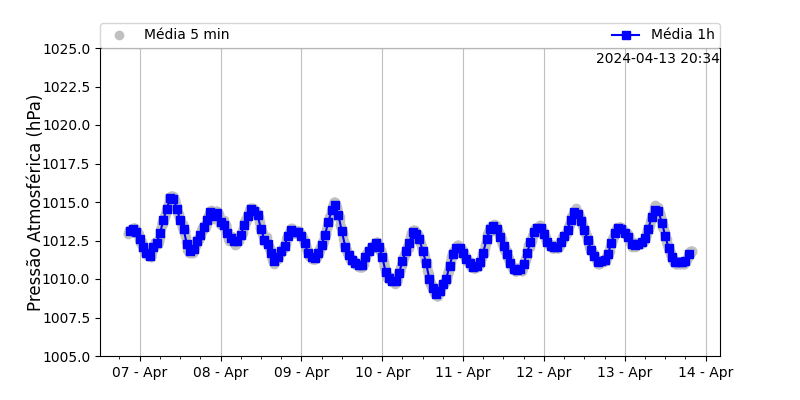 Média 5 min
Média 1h
2024-04-13 20:34
Pressão Atmosférica (hPa)
1025.0
1022.5
1020.0
1017.5
1015.0
1012.5
1010.0
1007.5
1005.0
07 - Apr
08 - Apr
09 - Apr
10 - Apr
11 - Apr
12 - Apr
13 - Apr
14 - Apr